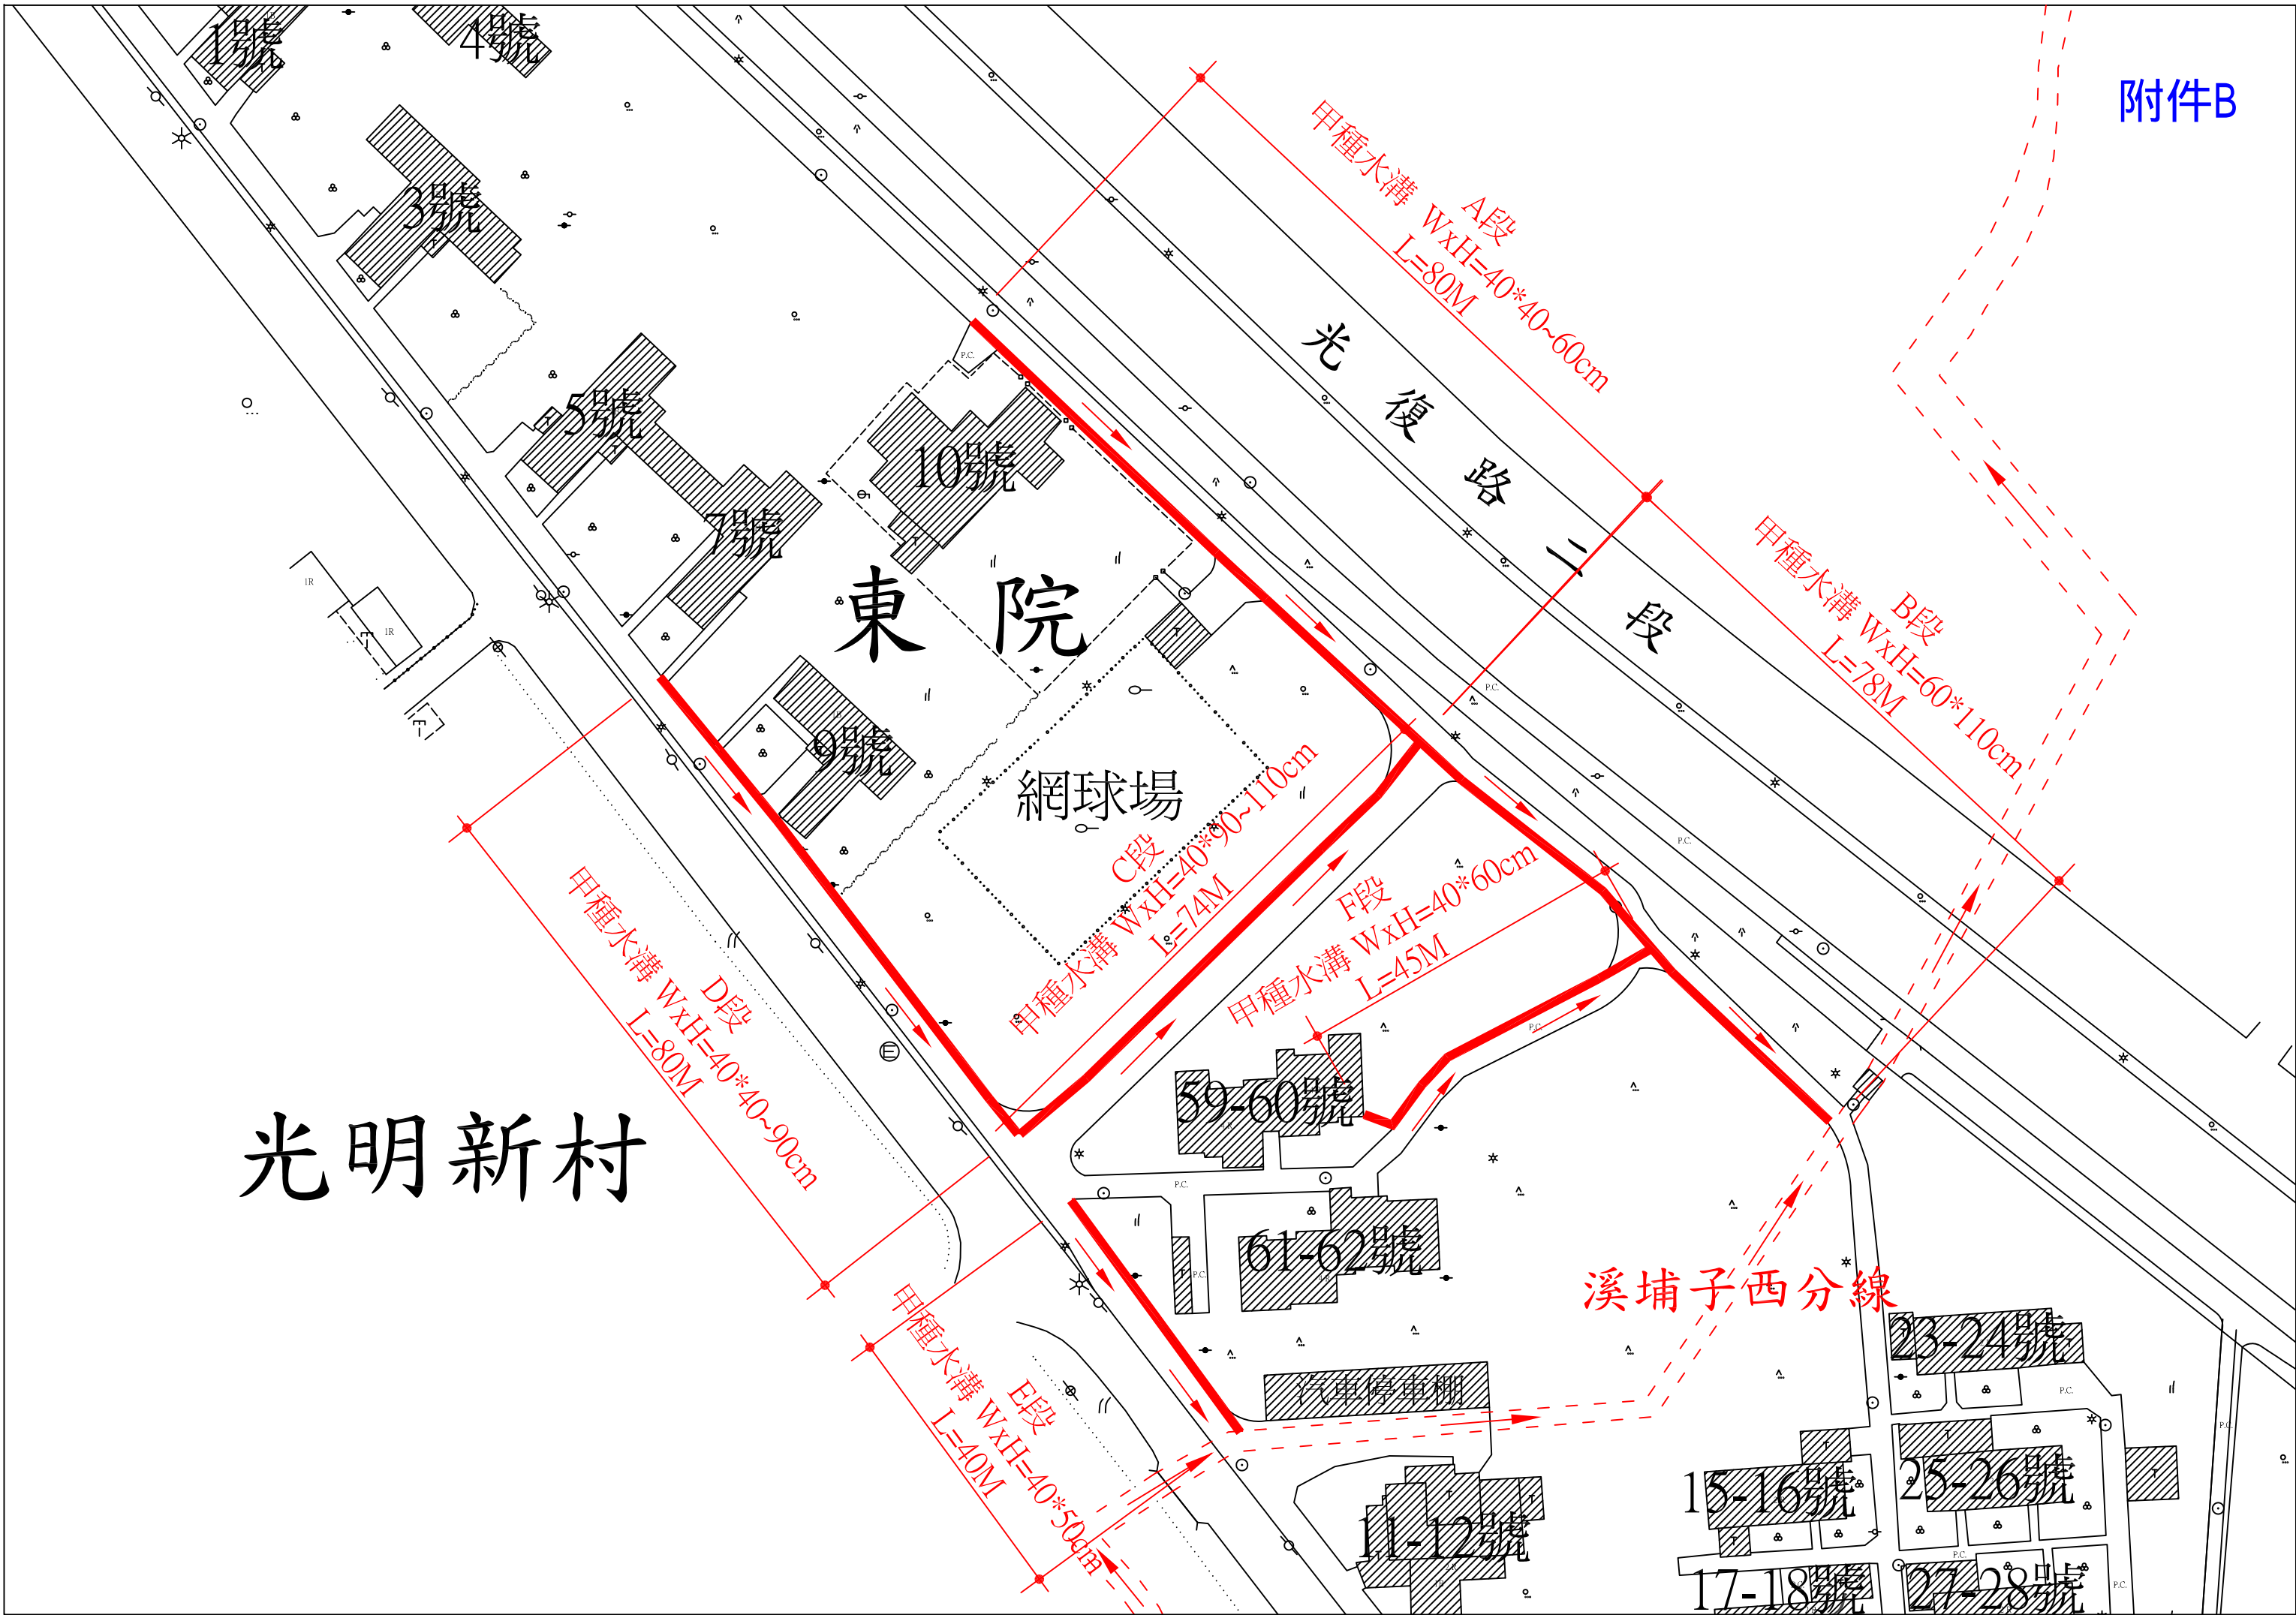 附件B
1號
4號
3號
5號
7號
10號
9號
東院
網球場
光復路二段
A段
甲種水溝 WxH=40*40~60cm
L=80M
B段
甲種水溝 WxH=60*110cm
L=78M
C段
甲種水溝 WxH=40*90~110cm
L=74M
F段
甲種水溝 WxH=40*60cm
L=45M
D段
甲種水溝 WxH=40*40~90cm
L=80M
E段
甲種水溝 WxH=40*50cm
L=40M
光明新村
59-60號
61-62號
溪埔子西分線
汽車停車棚
23-24號
15-16號
25-26號
11-12號
17-18號
27-28號
1R
1R
P.C.
P.C.
P.C.
P.C.
P.C.
P.C.
P.C.
P.C.
P.C.
P.C.